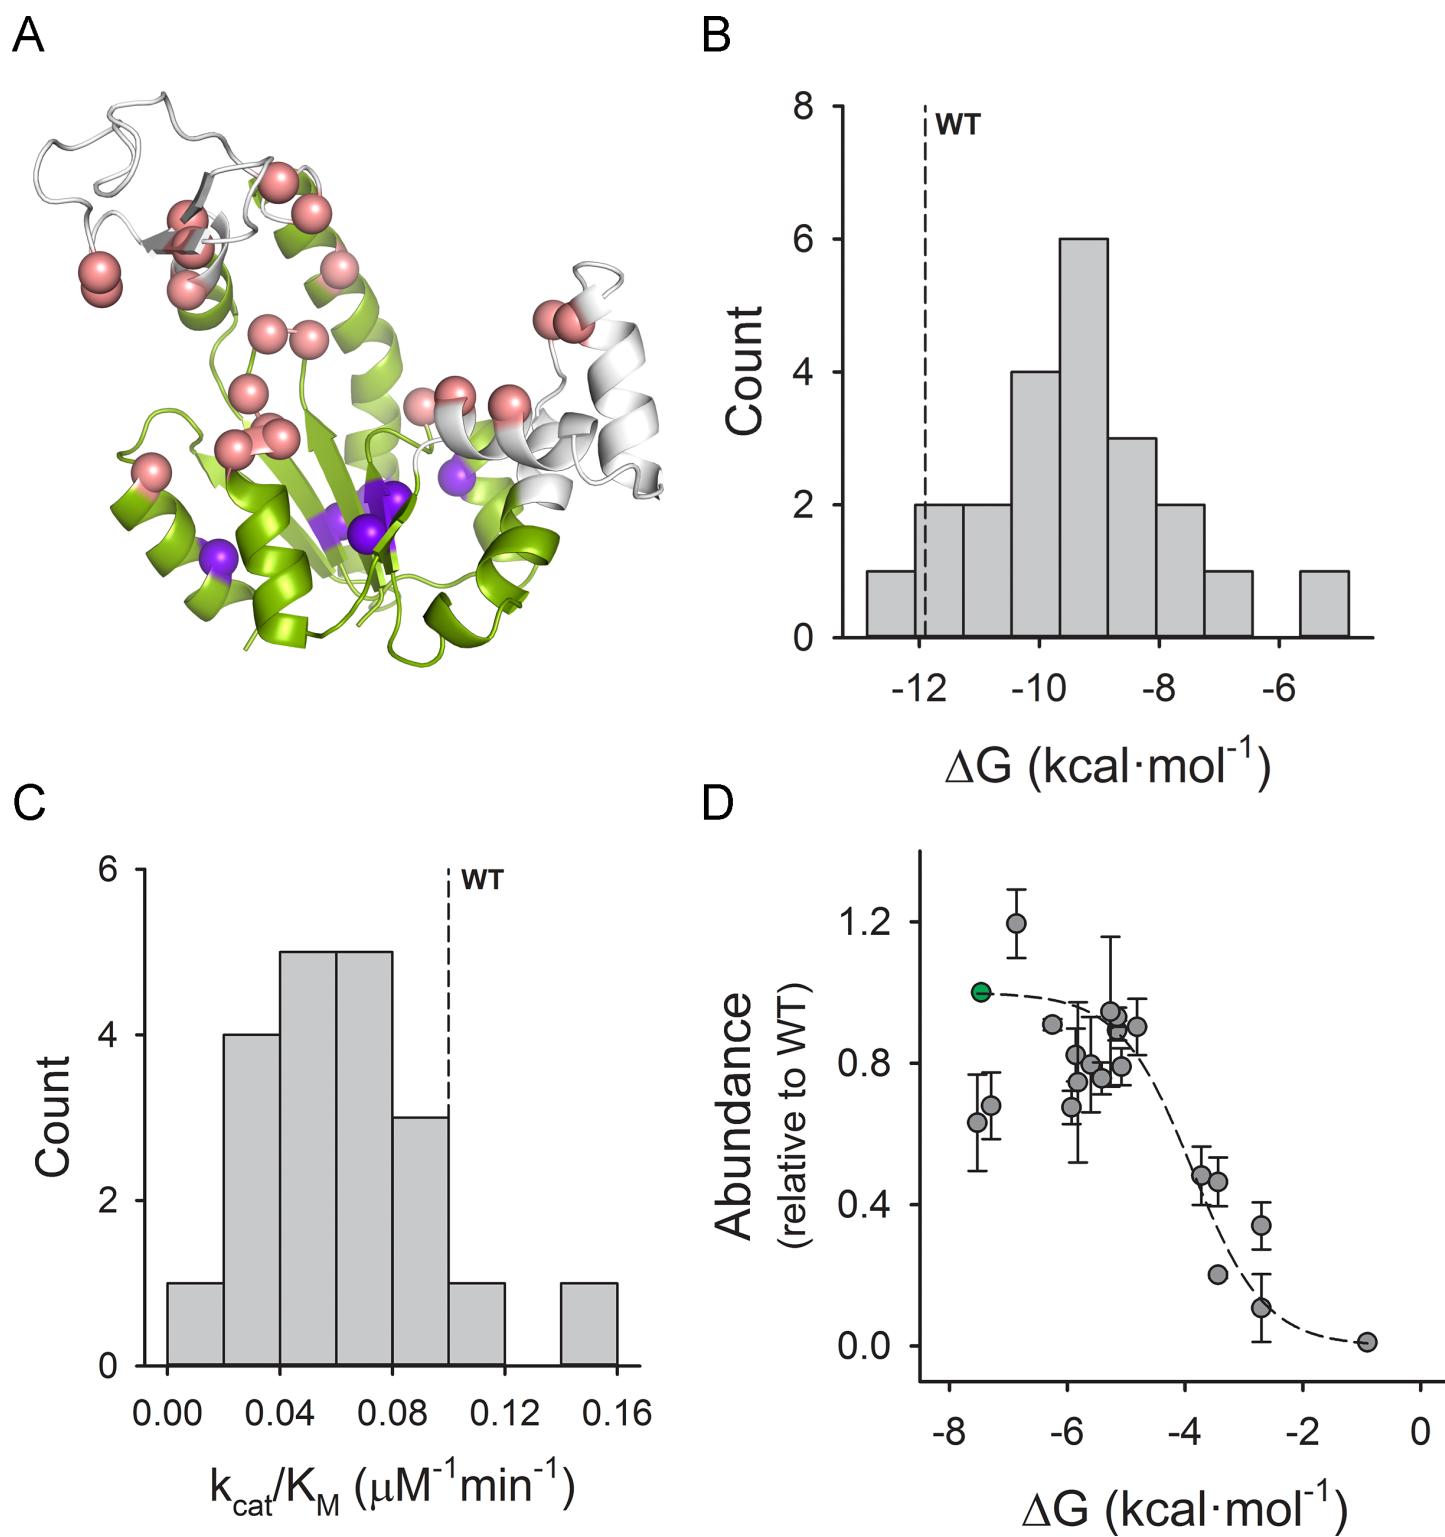 A
B
8
6
4
2
0
WT
Count
-12 -10 -8 -6
ΔG (kcal·mol⁻¹)
C
6
4
2
0
WT
Count
0.00 0.04 0.08 0.12 0.16
k_cat/K_M (μM⁻¹min⁻¹)
D
1.2
0.8
0.4
0.0
Abundance
(relative to WT)
-8 -6 -4 -2 0
ΔG (kcal·mol⁻¹)